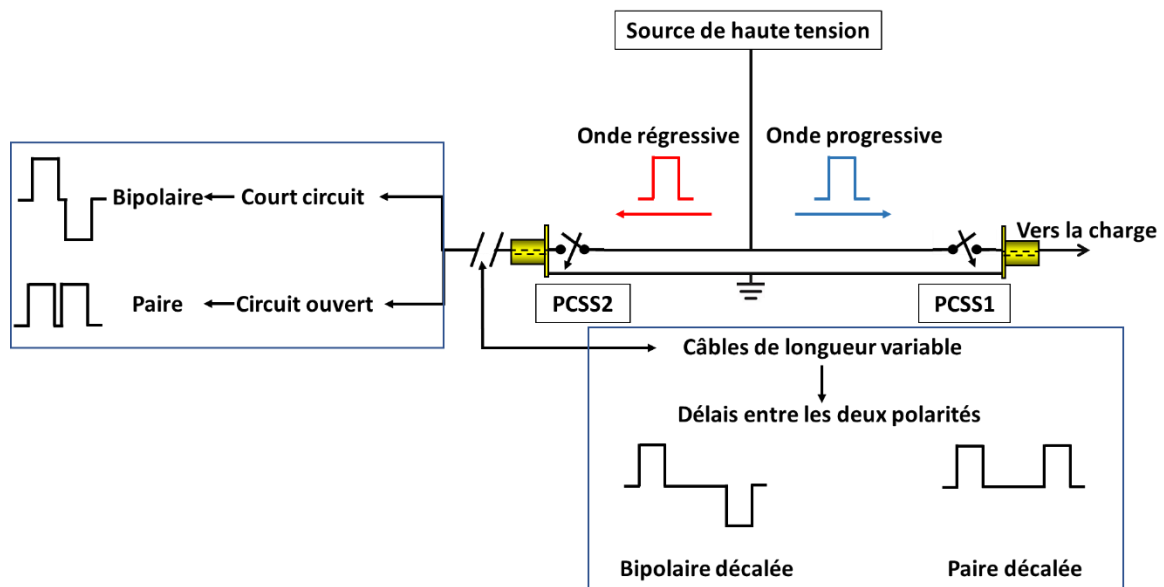 Source de haute tension
Onde régressive
Onde progressive
Bipolaire
Court circuit
Vers la charge
Paire
Circuit ouvert
PCSS2
PCSS1
Câbles de longueur variable
Délais entre les deux polarités
Bipolaire décalée
Paire décalée